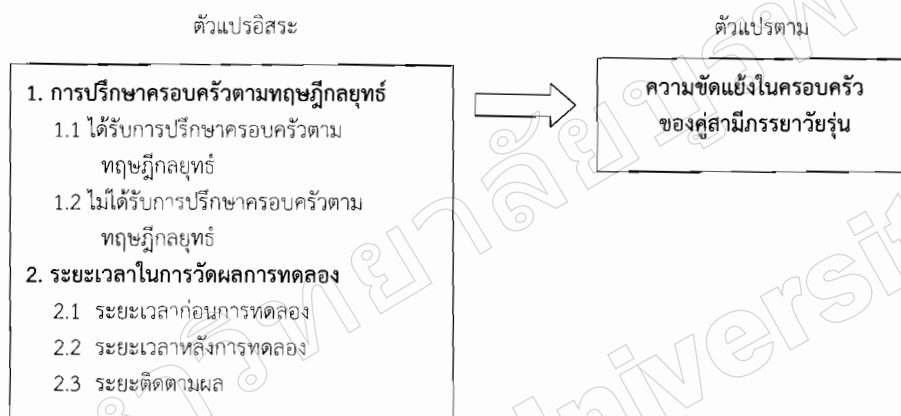 ตัวแปรอิสระ
ตัวแปรตาม
1. การปรึกษาครอบครัวตามทฤษฎีกลยุทธ์
1.1 ได้รับการปรึกษาครอบครัวตาม
ทฤษฎีกลยุทธ์
1.2 ไม่ได้รับการปรึกษาครอบครัวตาม
ทฤษฎีกลยุทธ์
2. ระยะเวลาในการวัดผลการทดลอง
2.1 ระยะเวลาก่อนการทดลอง
2.2 ระยะเวลาหลังการทดลอง
2.3 ระยะติดตามผล
ความขัดแย้งในครอบครัว
ของคู่สามีภรรยาวัยรุ่น